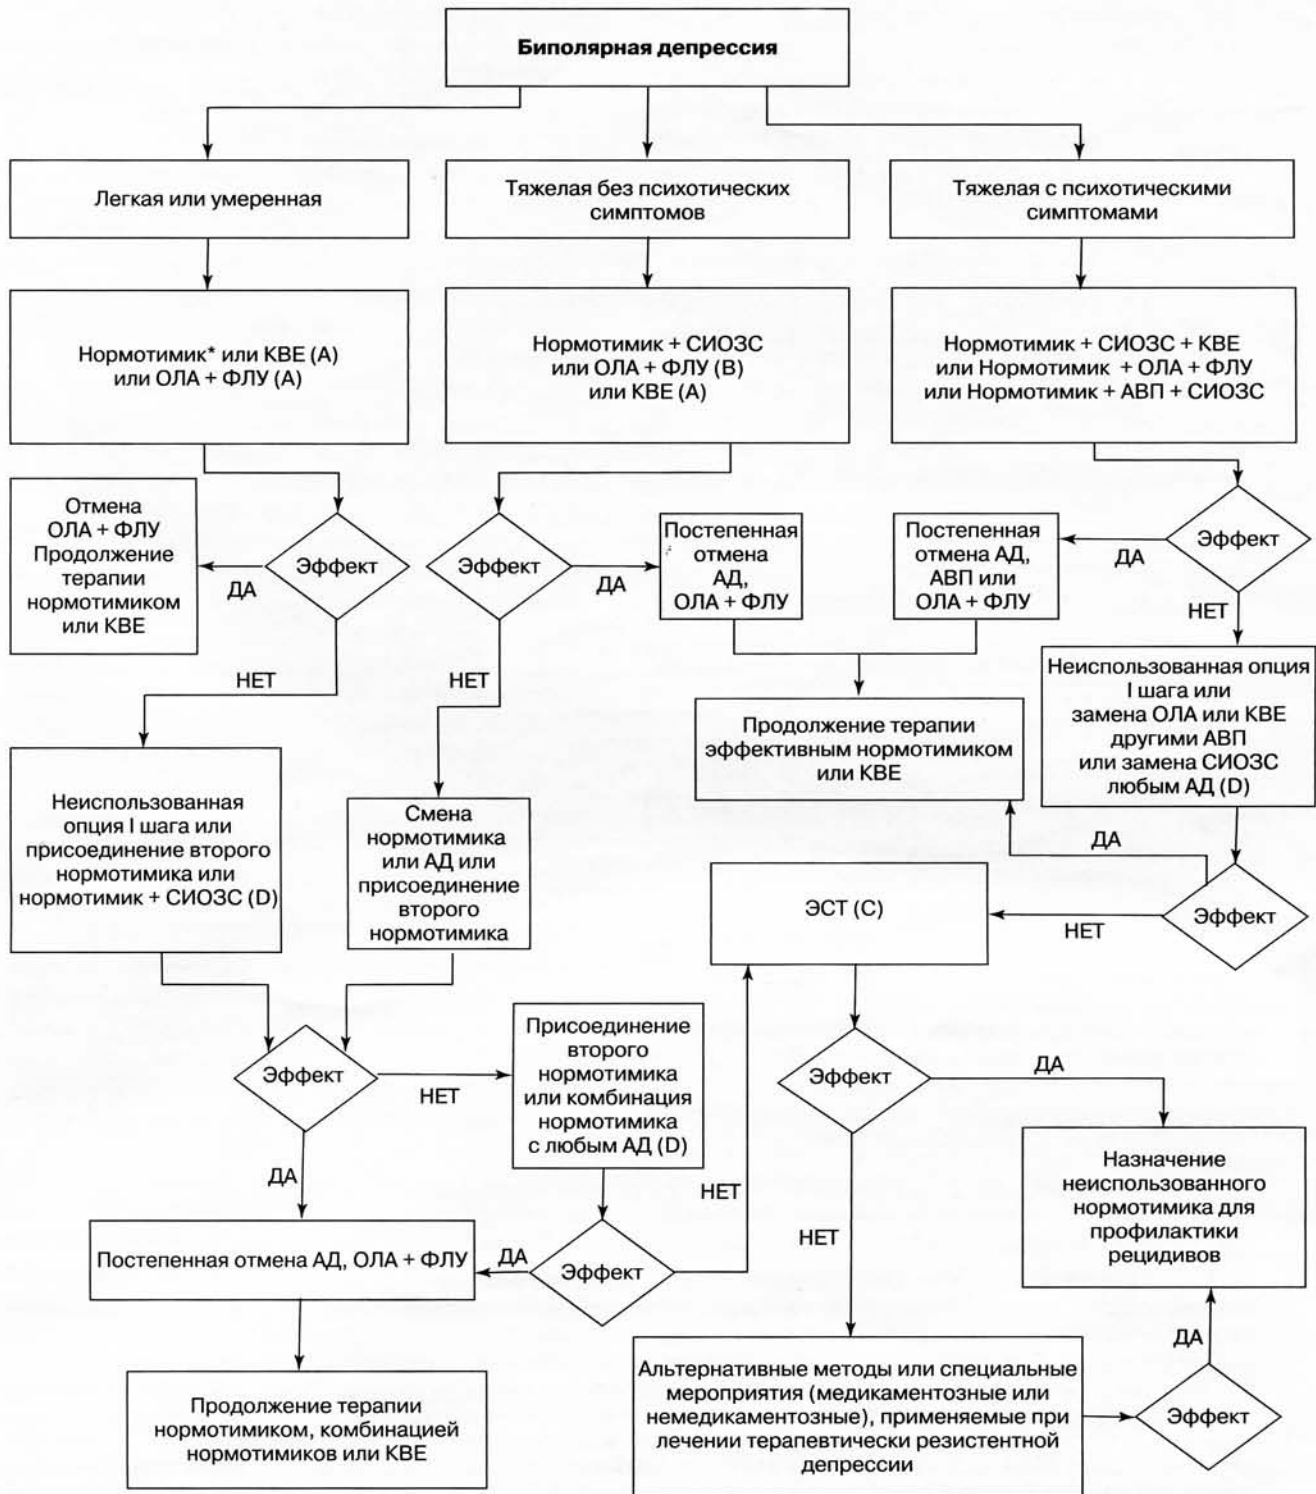 Биполярная депрессия
Легкая или умеренная
Тяжелая без психотических
симптомов
Тяжелая с психотическими
симптомами
Нормотимик* или КВЕ (А)
или ОЛА + ФЛУ (А)
Нормотимик + СИОЗС
или ОЛА + ФЛУ (В)
или КВЕ (А)
Нормотимик + СИОЗС + КВЕ
или Нормотимик + ОЛА + ФЛУ
или Нормотимик + АВП + СИОЗС
Отмена
ОЛА + ФЛУ
Продолжение
терапии
нормотимиком
или КВЕ
ДА
Эффект
Эффект
ДА
Постепенная
отмена
АД,
ОЛА + ФЛУ
Постепенная
отмена АД,
АВП или
ОЛА + ФЛУ
ДА
Эффект
НЕТ
НЕТ
НЕТ
Неиспользованная
опция I шага или
присоединение второго
нормотимика или
нормотимик + СИОЗС (D)
Смена
нормотимика
или АД или
присоединение
второго
нормотимика
Продолжение терапии
эффективным нормотимиком
или КВЕ
Неиспользованная опция
I шага или
замена ОЛА или КВЕ
другими АВП
или замена СИОЗС
любым АД (D)
ДА
ЭСТ (С)
НЕТ
Эффект
Эффект
НЕТ
Присоединение
второго
нормотимика
или комбинация
нормотимика
с любым АД (D)
Эффект
ДА
ДА
НЕТ
НЕТ
Назначение
неиспользованного
нормотимика для
профилактики
рецидивов
Постепенная отмена АД, ОЛА + ФЛУ
ДА
Эффект
Продолжение терапии
нормотимиком, комбинацией
нормотимиков или КВЕ
Альтернативные методы или специальные
мероприятия (медикаментозные или
немедикаментозные), применяемые при
лечении терапевтически резистентной
депрессии
ДА
Эффект